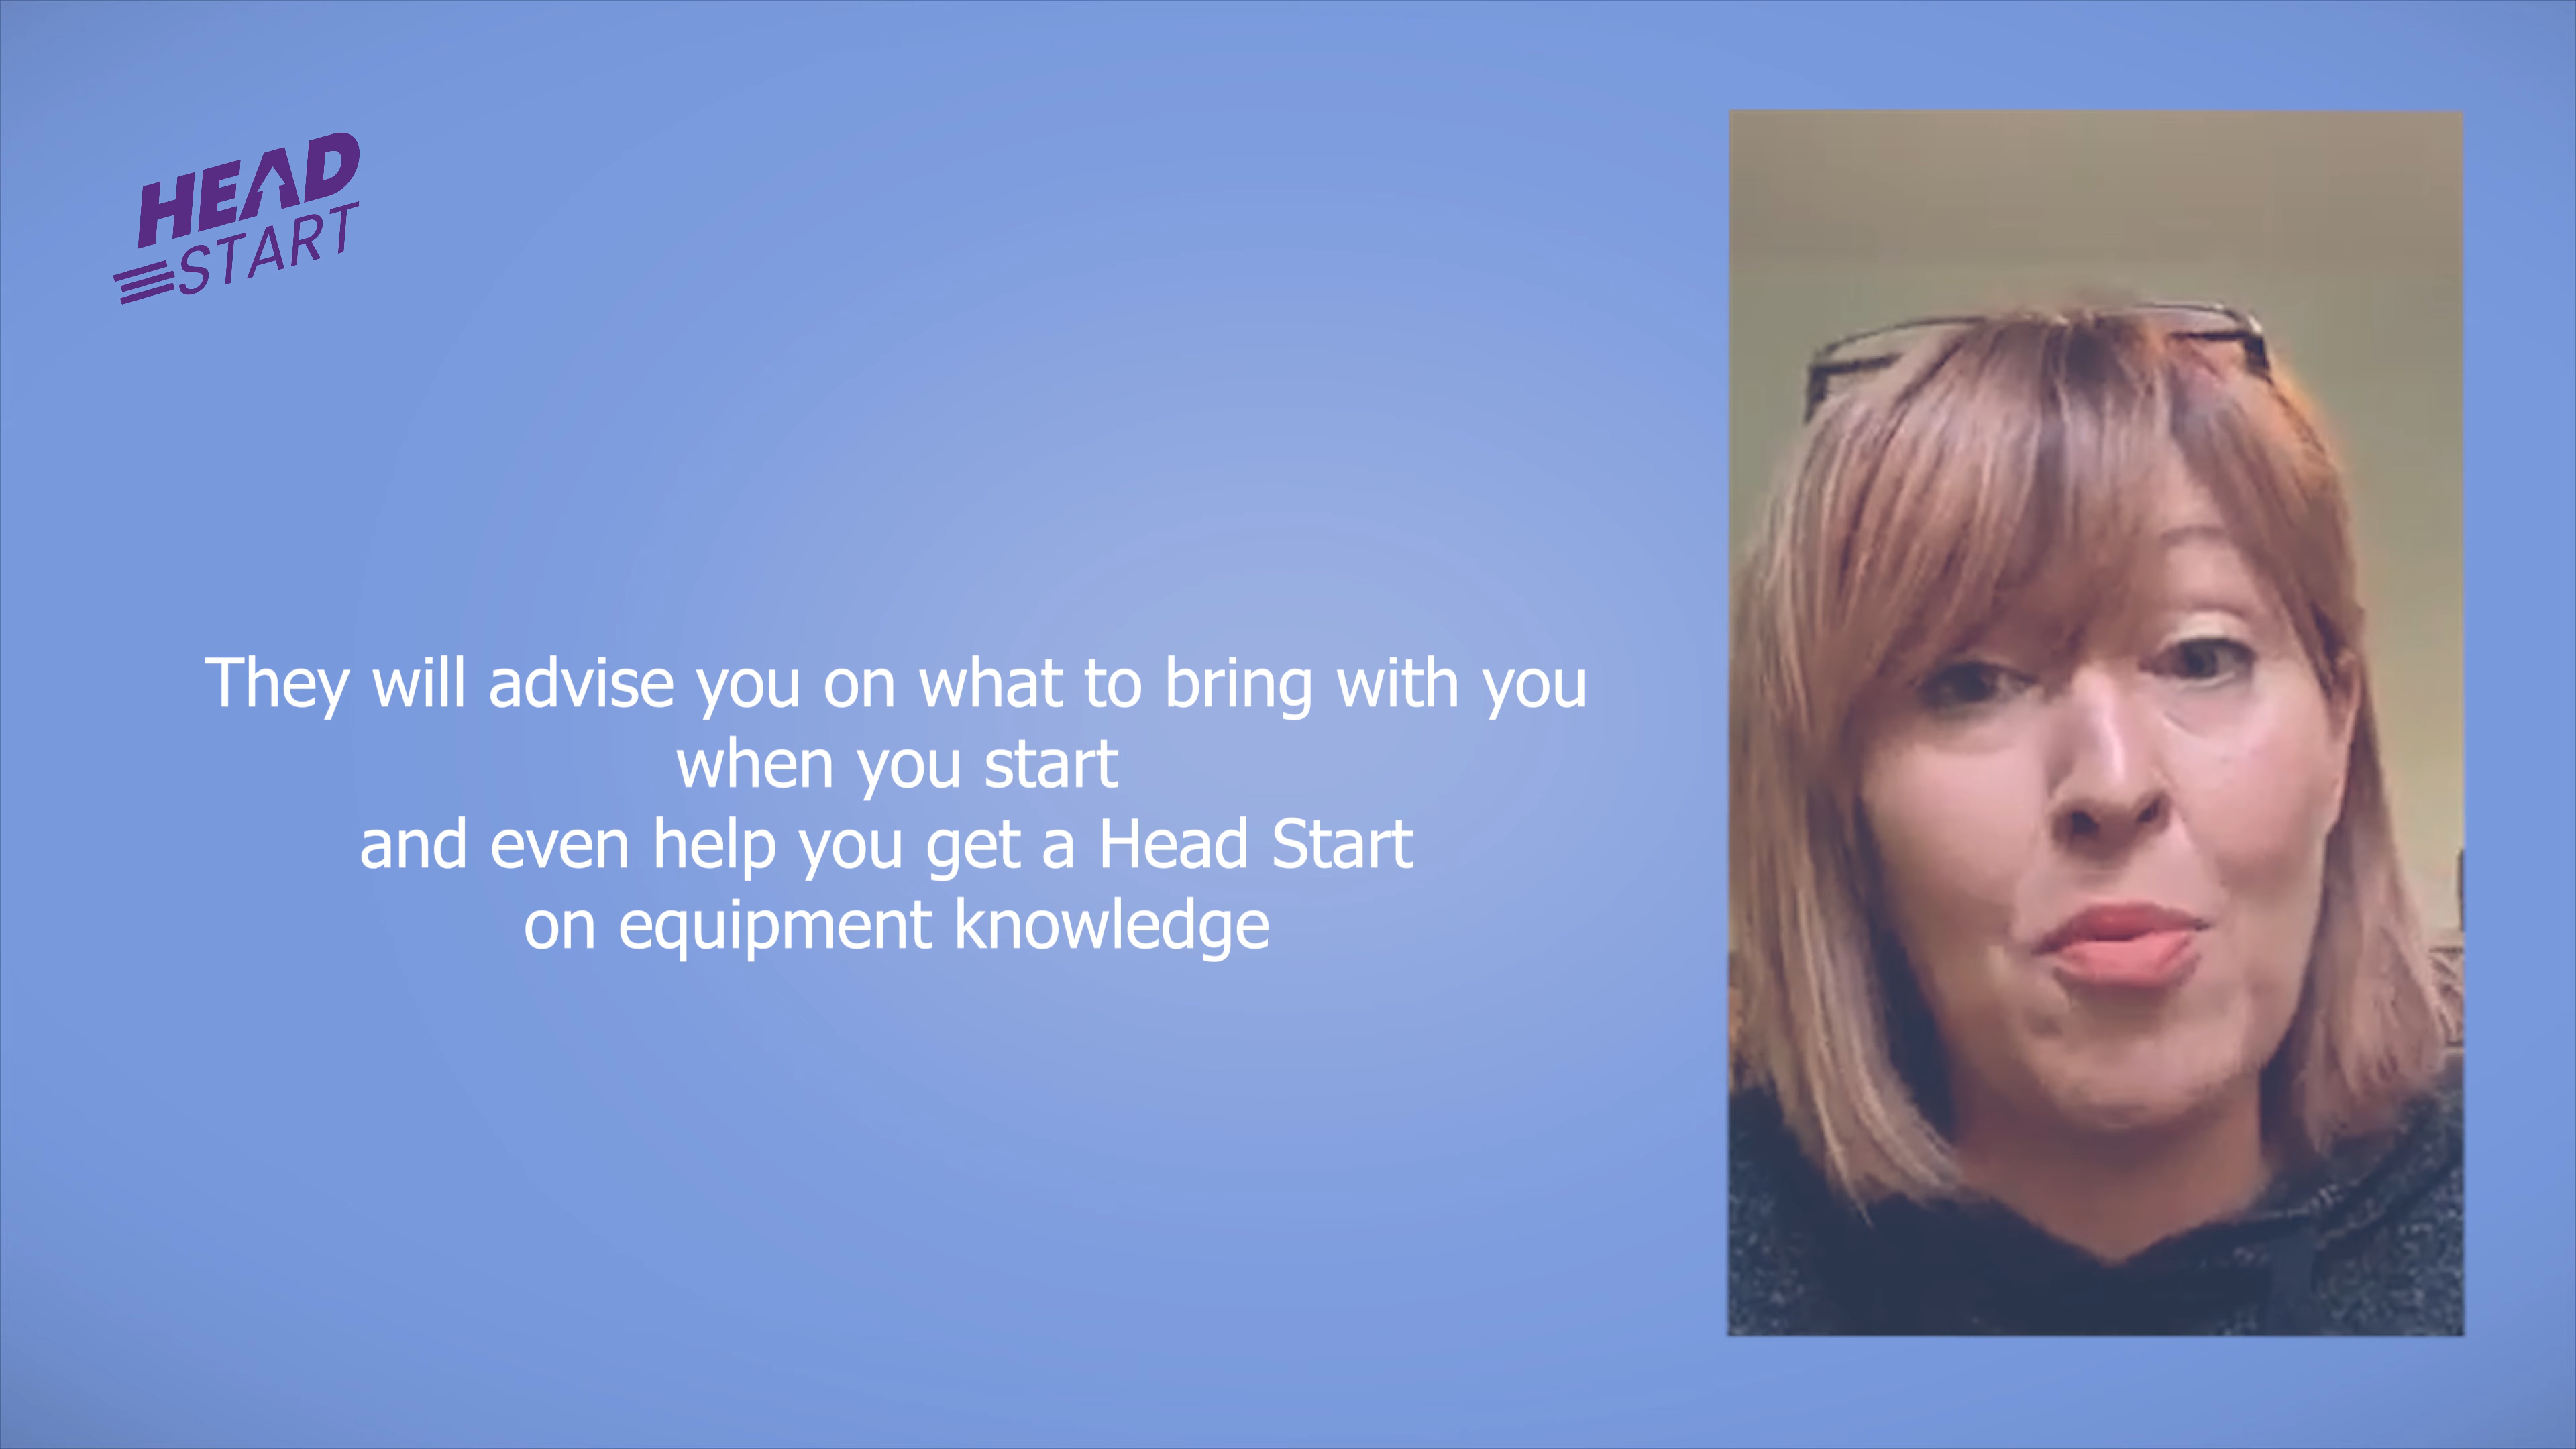 HEAD
START
They will advise you on what to bring with you
when you start
and even help you get a Head Start
on equipment knowledge